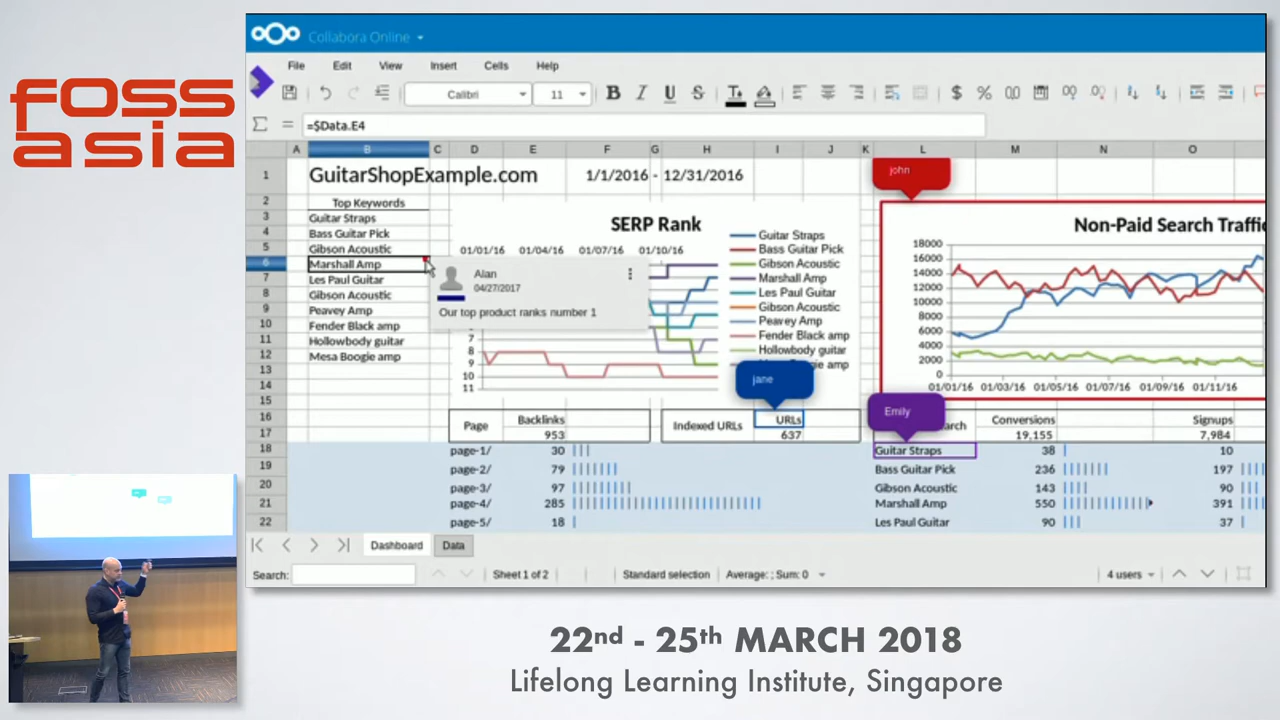 foss
asia
Collabora Online
File Edit View Insert Cells Help
Calibri 11 B I U S $ %
=$Data.E4
A B C D E F G H I J K L M N O
1 GuitarShopExample.com 1/1/2016 - 12/31/2016
john
2 Top Keywords
3 Guitar Straps
4 Bass Guitar Pick
5 Gibson Acoustic
6 Marshall Amp
7 Les Paul Guitar
8 Gibson Acoustic
9 Peavey Amp
10 Fender Black amp
11 Hollowbody guitar
12 Mesa Boogie amp
13
14
15
SERP Rank
01/01/16 01/04/16 01/07/16 01/10/16
7
8
9
10
11
Guitar Straps
Bass Guitar Pick
Gibson Acoustic
Marshall Amp
Les Paul Guitar
Gibson Acoustic
Peavey Amp
Fender Black amp
Hollowbody guitar
amp
Alan
04/27/2017
Our top product ranks number 1
Non-Paid Search Traffic
18000
16000
14000
12000
10000
8000
6000
4000
2000
0
01/01/16 01/03/16 01/05/16 01/07/16 01/09/16 01/11/16
jane
Emily
16 Page Backlinks Indexed URLs URLs Conversions Signups
17 953 637 19,155 7,984
18 page-1/ 30 Guitar Straps 38 10
19 page-2/ 79 Bass Guitar Pick 236 197
20 page-3/ 97 Gibson Acoustic 143 90
21 page-4/ 285 Marshall Amp 550 391
22 page-5/ 18 Les Paul Guitar 90 37
Dashboard Data
Search: Sheet 1 of 2 Standard selection Average: ; Sum: 0 4 users
22nd - 25th MARCH 2018
Lifelong Learning Institute, Singapore